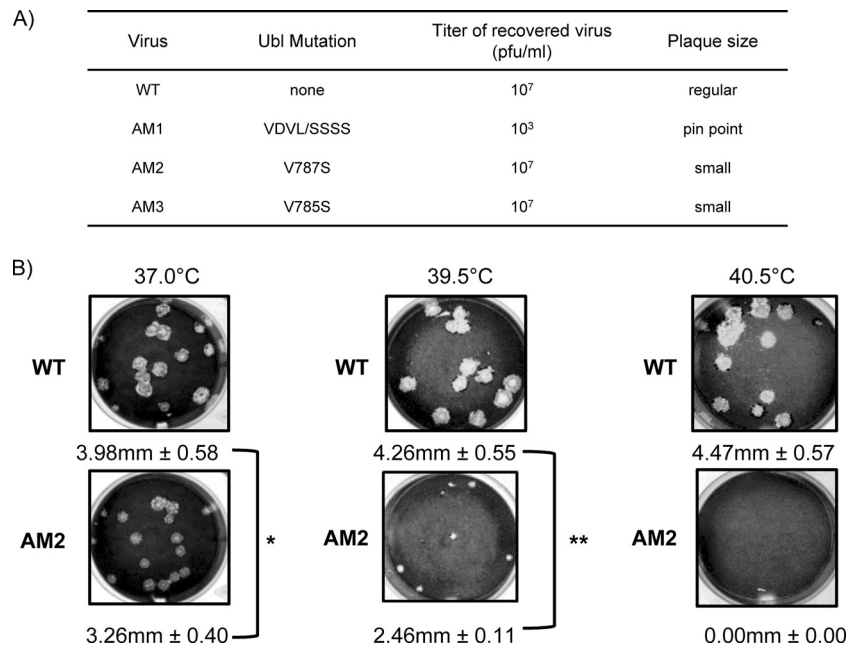 A)
Virus Ubl Mutation Titer of recovered virus (pfu/ml) Plaque size
WT none 10⁷ regular
AM1 VDVL/SSSS 10³ pin point
AM2 V787S 10⁷ small
AM3 V785S 10⁷ small
B)
37.0°C 39.5°C 40.5°C
WT WT WT
3.98mm ± 0.58 4.26mm ± 0.55 4.47mm ± 0.57
AM2 * AM2 ** AM2
3.26mm ± 0.40 2.46mm ± 0.11 0.00mm ± 0.00